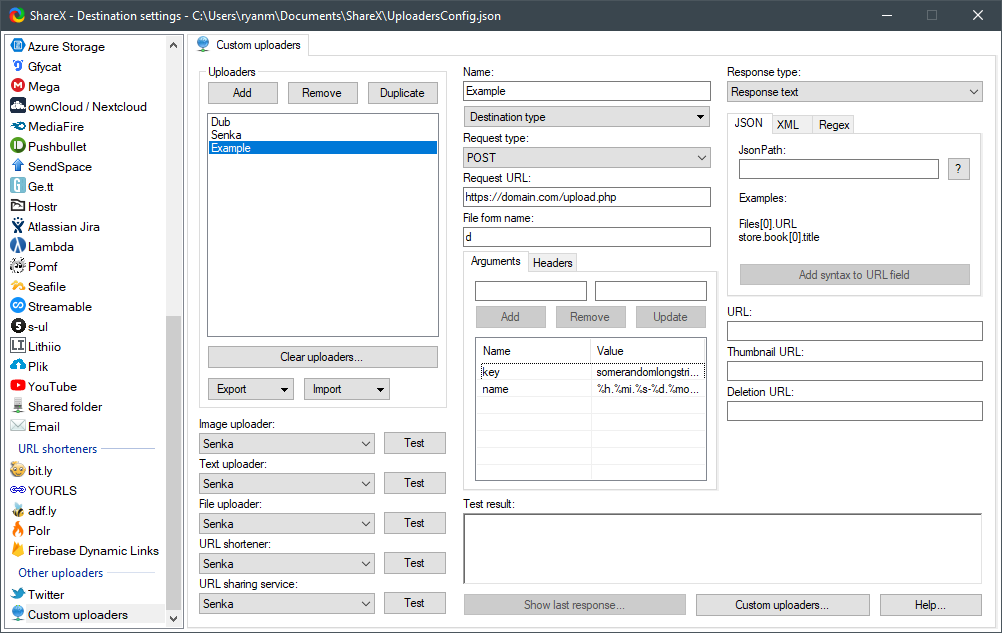 ShareX - Destination settings - C:\Users\ryanm\Documents\ShareX\UploadersConfig.json
Azure Storage
Gfycat
Mega
ownCloud / Nextcloud
MediaFire
Pushbullet
SendSpace
Ge.tt
Hostr
Atlassian Jira
Lambda
Pomf
Seafile
Streamable
s-ul
Lithiio
Plik
YouTube
Shared folder
Email
URL shorteners
bit.ly
YOURLS
adf.ly
Polr
Firebase Dynamic Links
Other uploaders
Twitter
Custom uploaders
Custom uploaders
Uploaders
Add Remove Duplicate
Dub
Senka
Example
Clear uploaders...
Export Import
Image uploader:
Senka Test
Text uploader:
Senka Test
File uploader:
Senka Test
URL shortener:
Senka Test
URL sharing service:
Senka Test
Name:
Example
Destination type
Request type:
POST
Request URL:
https://domain.com/upload.php
File form name:
d
Arguments Headers
Add Remove Update
Name Value
key somerandomlongstri...
name %h.%mi.%s-%d.%mo...
Response type:
Response text
JSON XML Regex
JsonPath:
?
Examples:
Files[0].URL
store.book[0].title
Add syntax to URL field
URL:
Thumbnail URL:
Deletion URL:
Test result:
Show last response... Custom uploaders... Help...